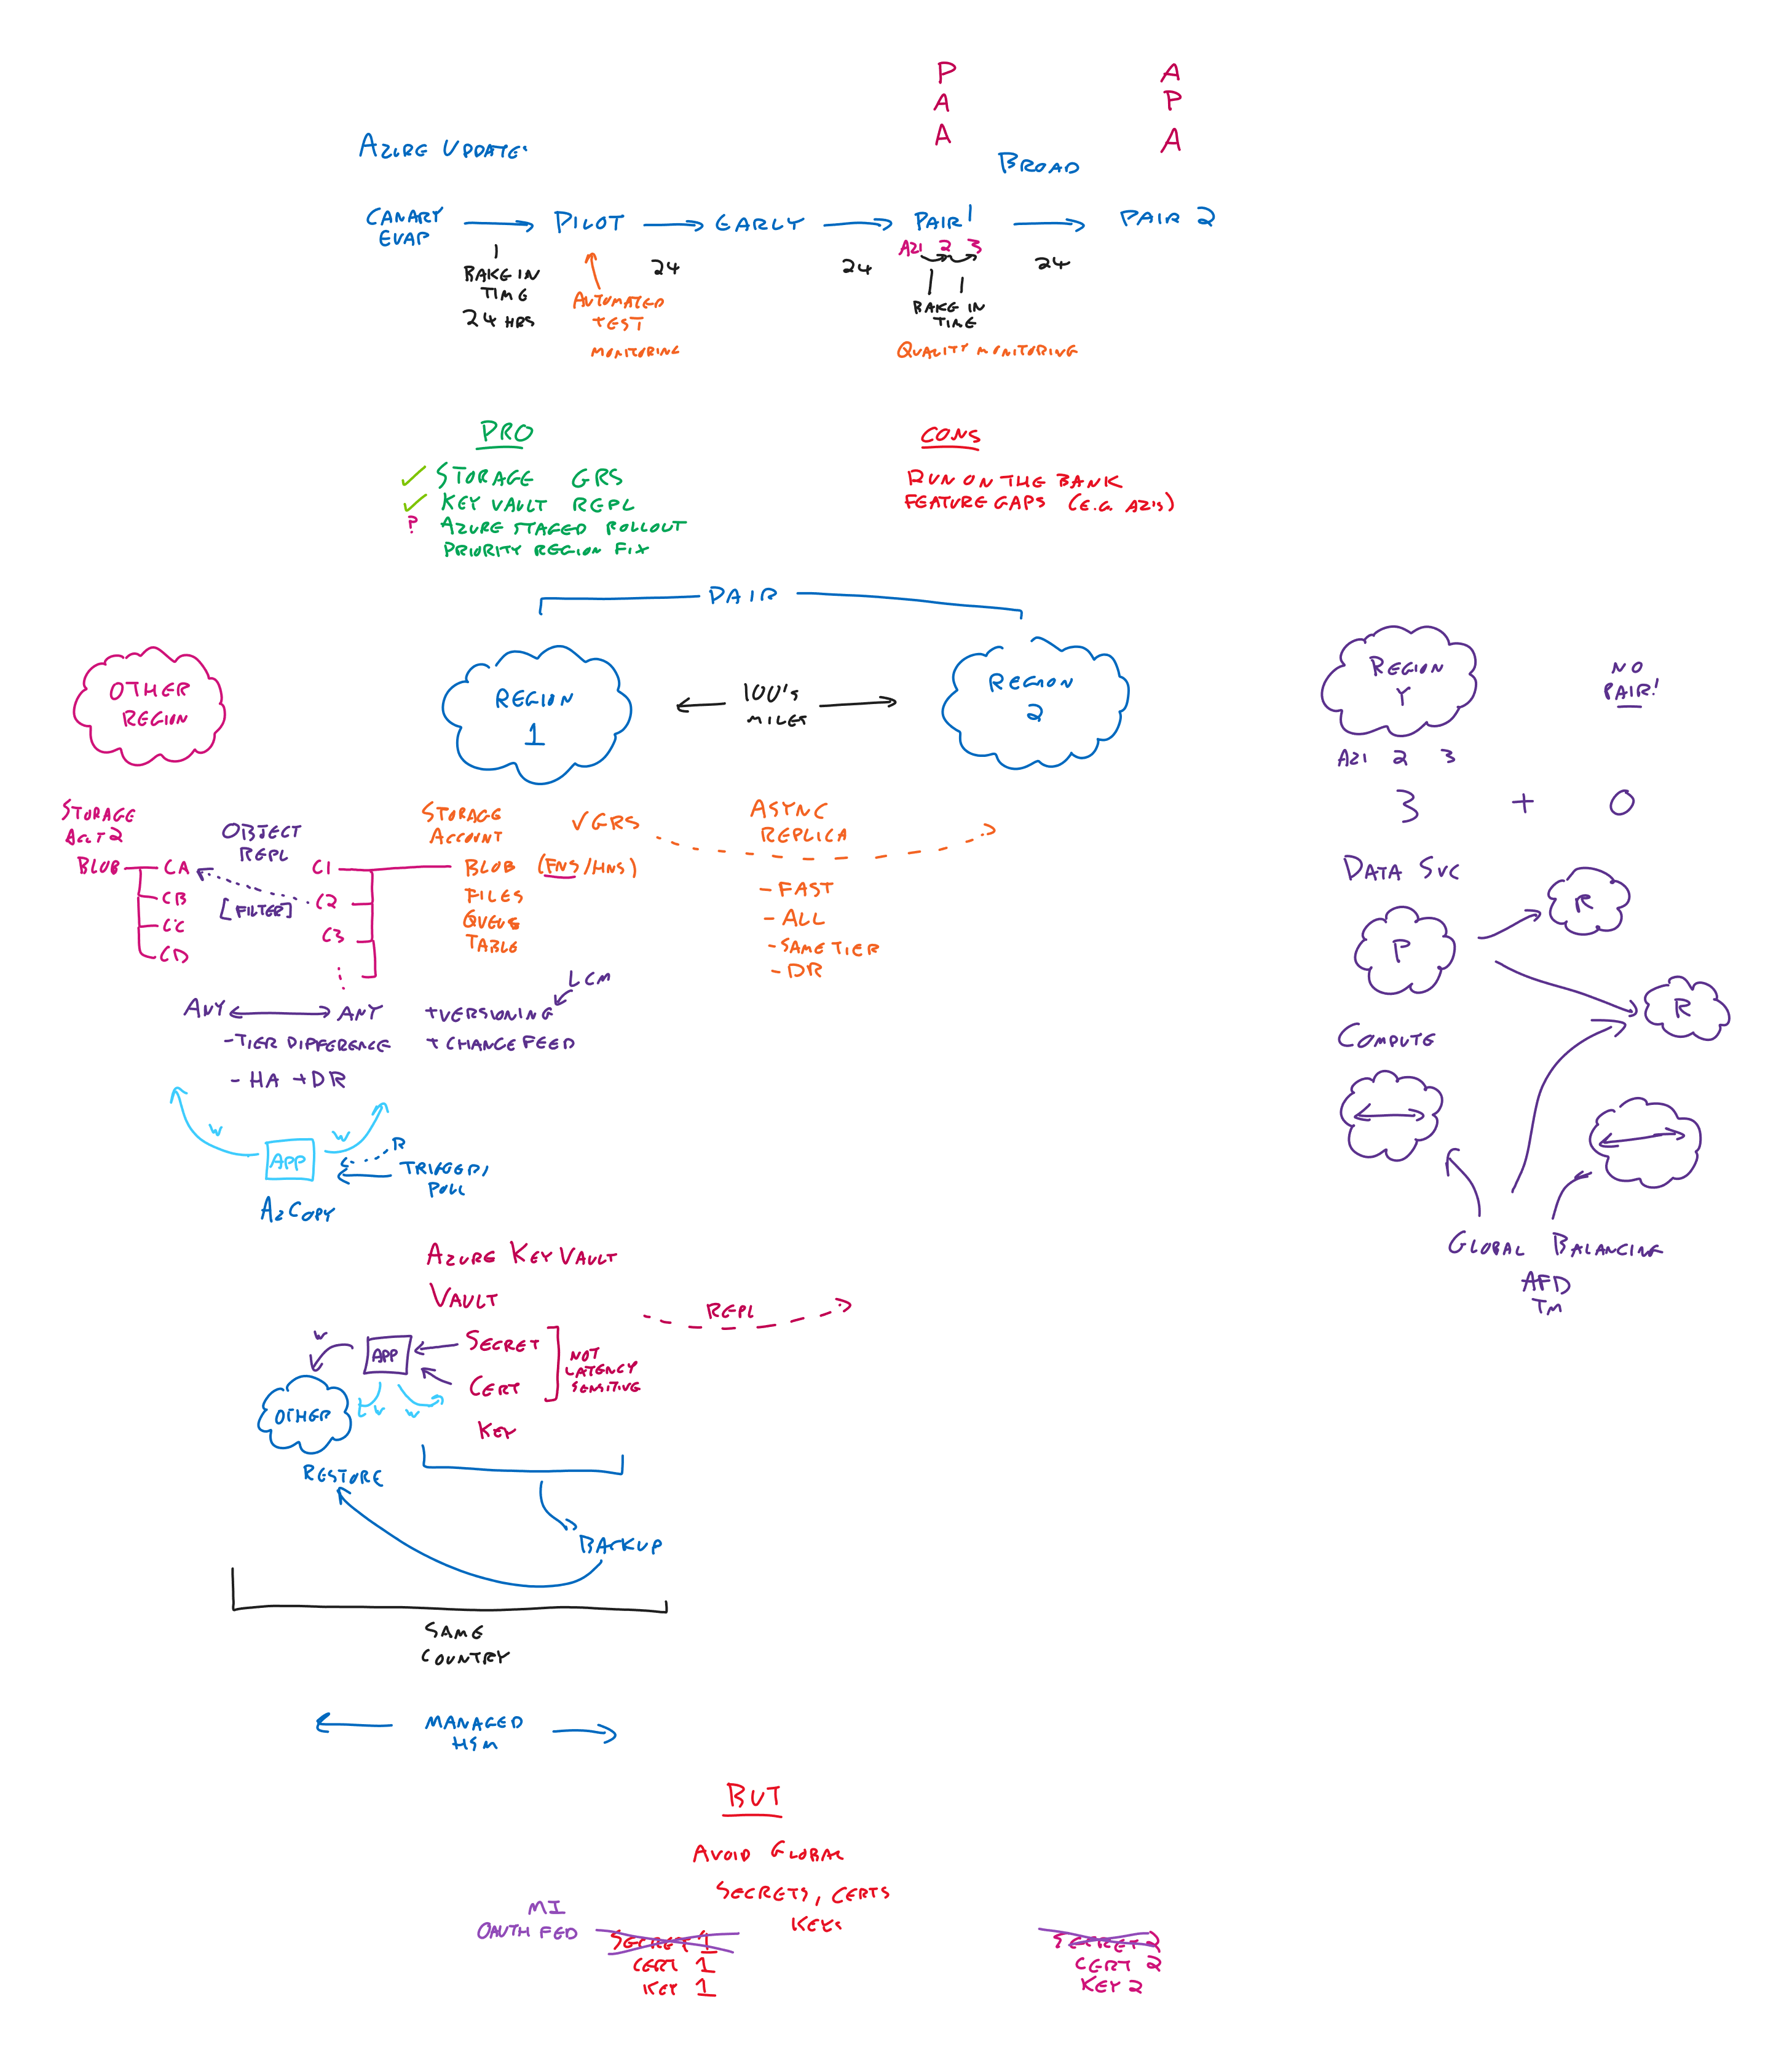 P
A
A
A
P
A
AZURE UPDATE:
BROAD
CANARY
EUAP
PILOT
EARLY
PAIR 1
PAIR 2
AZ1 2 3
BAKE IN
TIME
24 HRS
AUTOMATED
TEST
MONITORING
24
24
BAKE IN
TIME
24
QUALITY MONITORING
PRO
✓ STORAGE GRS
✓ KEY VAULT REPL
? AZURE STAGED ROLLOUT
PRIORITY REGION FIX
CONS
RUN ON THE BANK
FEATURE GAPS (E.G. AZ'S)
PAIR
OTHER
REGION
REGION
1
100'S
MILES
REGION
2
REGION
Y
NO
PAIR!
AZ1 2 3
3 + 0
STORAGE
ACCT 2
BLOB
CA
CB
CC
CD
OBJECT
REPL
[FILTER]
C1
C2
C3
STORAGE
ACCOUNT
BLOB (FNS/HNS)
FILES
QUEUE
TABLE
√GRS
ASYNC
REPLICA
- FAST
- ALL
- SAME TIER
- DR
ANY
ANY
- TIER DIFFERENCE
- HA + DR
LCM
+ VERSIONING
+ CHANGE FEED
W
W
APP
R
TRIGGER/
POLL
AZCOPY
DATA SVC
P
R
R
COMPUTE
GLOBAL BALANCING
AFD
TM
AZURE KEY VAULT
VAULT
REPL
W
APP
SECRET
CERT
KEY
NOT
LATENCY
SENSITIVE
W
W
OTHER
RESTORE
BACKUP
SAME
COUNTRY
MANAGED
HSM
BUT
AVOID GLOBAL
SECRETS, CERTS
KEYS
MI
OAUTH FED
SECRET 1
CERT 1
KEY 1
SECRET 2
CERT 2
KEY 2